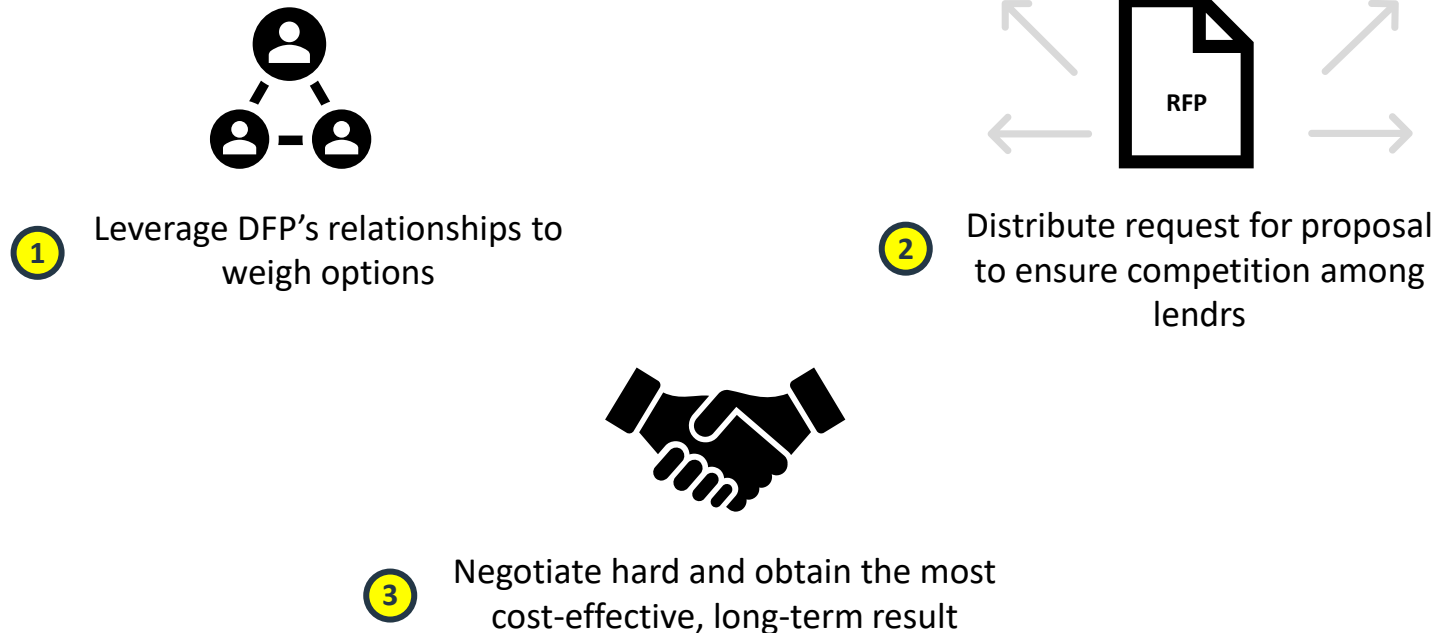 RFP
1
Leverage DFP's relationships to
weigh options
2
Distribute request for proposal
to ensure competition among
lendrs
3
Negotiate hard and obtain the most
cost-effective, long-term result